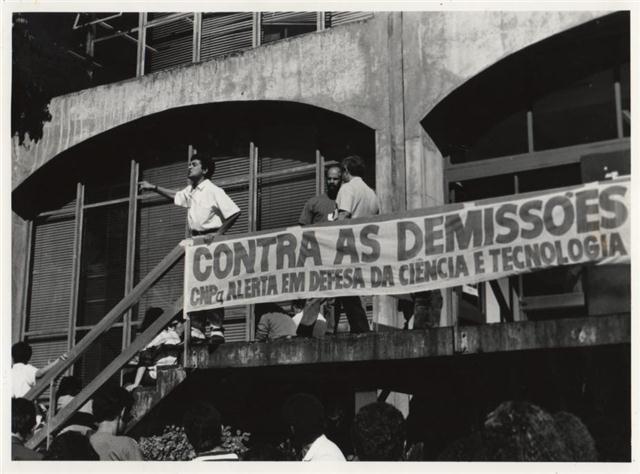 CONTRA AS DEMISSÕES
CNPq ALERTA EM DEFESA DA CIÊNCIA E TECNOLOGIA